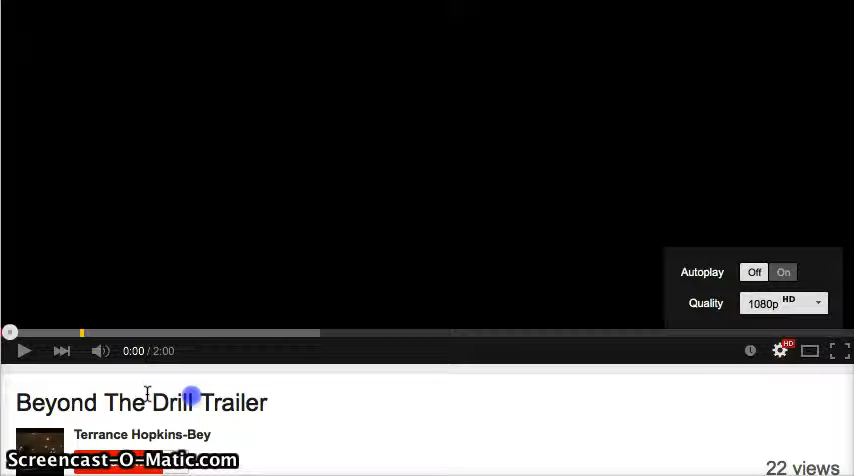 Autoplay Off On
Quality 1080p HD
0:00 / 2:00 HD
Beyond The Drill Trailer
Terrance Hopkins-Bey
Screencast-O-Matic.com
22 views